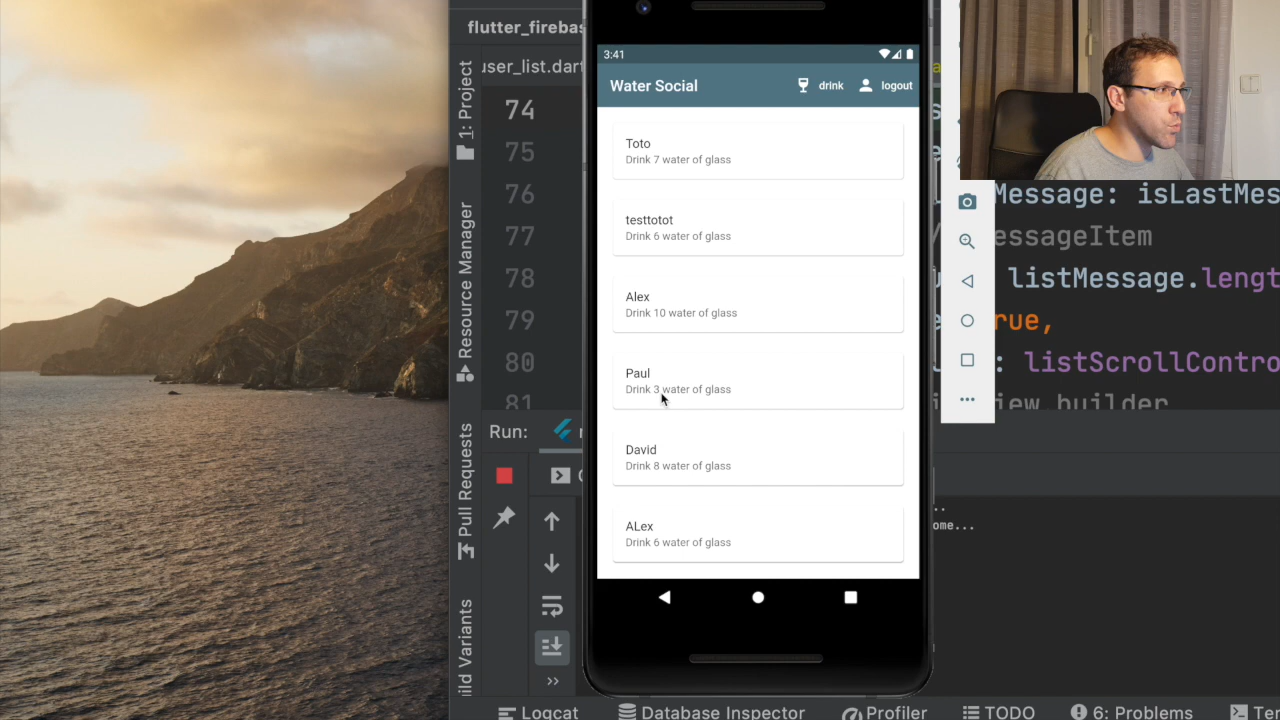 flutter_firebas
user_list.dart
1: Project
Resource Manager
Pull Requests
ild Variants
74
75
76
77
78
79
80
81
3:41
Water Social
drink
logout
Toto
Drink 7 water of glass
testtotot
Drink 6 water of glass
Alex
Drink 10 water of glass
Paul
Drink 3 water of glass
David
Drink 8 water of glass
ALex
Drink 6 water of glass
Message: isLastMes
essageItem
listMessage.lengt
rue,
: listScrollContro
iew builder
Run:
ome...
Logcat
Database Inspector
Profiler
TODO
6: Problems
Ter